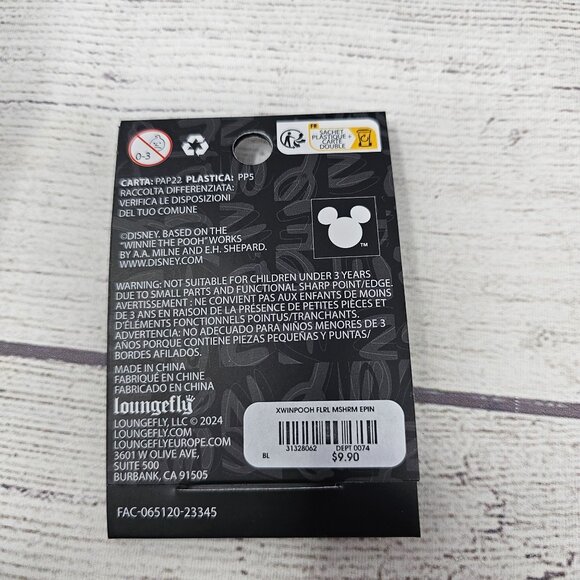 0-3
FR
SACHET
PLASTIQUE +
CARTE
DOUBLE
CARTA: PAP22 PLASTICA: PP5
RACCOLTA DIFFERENZIATA:
VERIFICA LE DISPOSIZIONI
DEL TUO COMUNE
©DISNEY. BASED ON THE
"WINNIE THE POOH" WORKS
BY A.A. MILNE AND E.H. SHEPARD.
WWW.DISNEY.COM
TM
WARNING: NOT SUITABLE FOR CHILDREN UNDER 3 YEARS
DUE TO SMALL PARTS AND FUNCTIONAL SHARP POINT/EDGE.
AVERTISSEMENT : NE CONVIENT PAS AUX ENFANTS DE MOINS
DE 3 ANS EN RAISON DE LA PRÉSENCE DE PETITES PIÈCES ET
D'ÉLÉMENTS FONCTIONNELS POINTUS/TRANCHANTS.
ADVERTENCIA: NO ADECUADO PARA NIÑOS MENORES DE 3
ANOS PORQUE CONTIENE PIEZAS PEQUEÑAS Y PUNTAS/
BORDES AFILADOS.
MADE IN CHINA
FABRIQUÉ EN CHINE
FABRICADO EN CHINA
loungefly
LOUNGEFLY, LLC © 2024
LOUNGEFLY.COM
LOUNGEFLYEUROPE.COM
3601 W OLIVE AVE,
SUITE 500
BURBANK, CA 91505
XWINPOOH FLRL MSHRM EPIN
31328062 DEPT 0074
BL $9.90
FAC-065120-23345